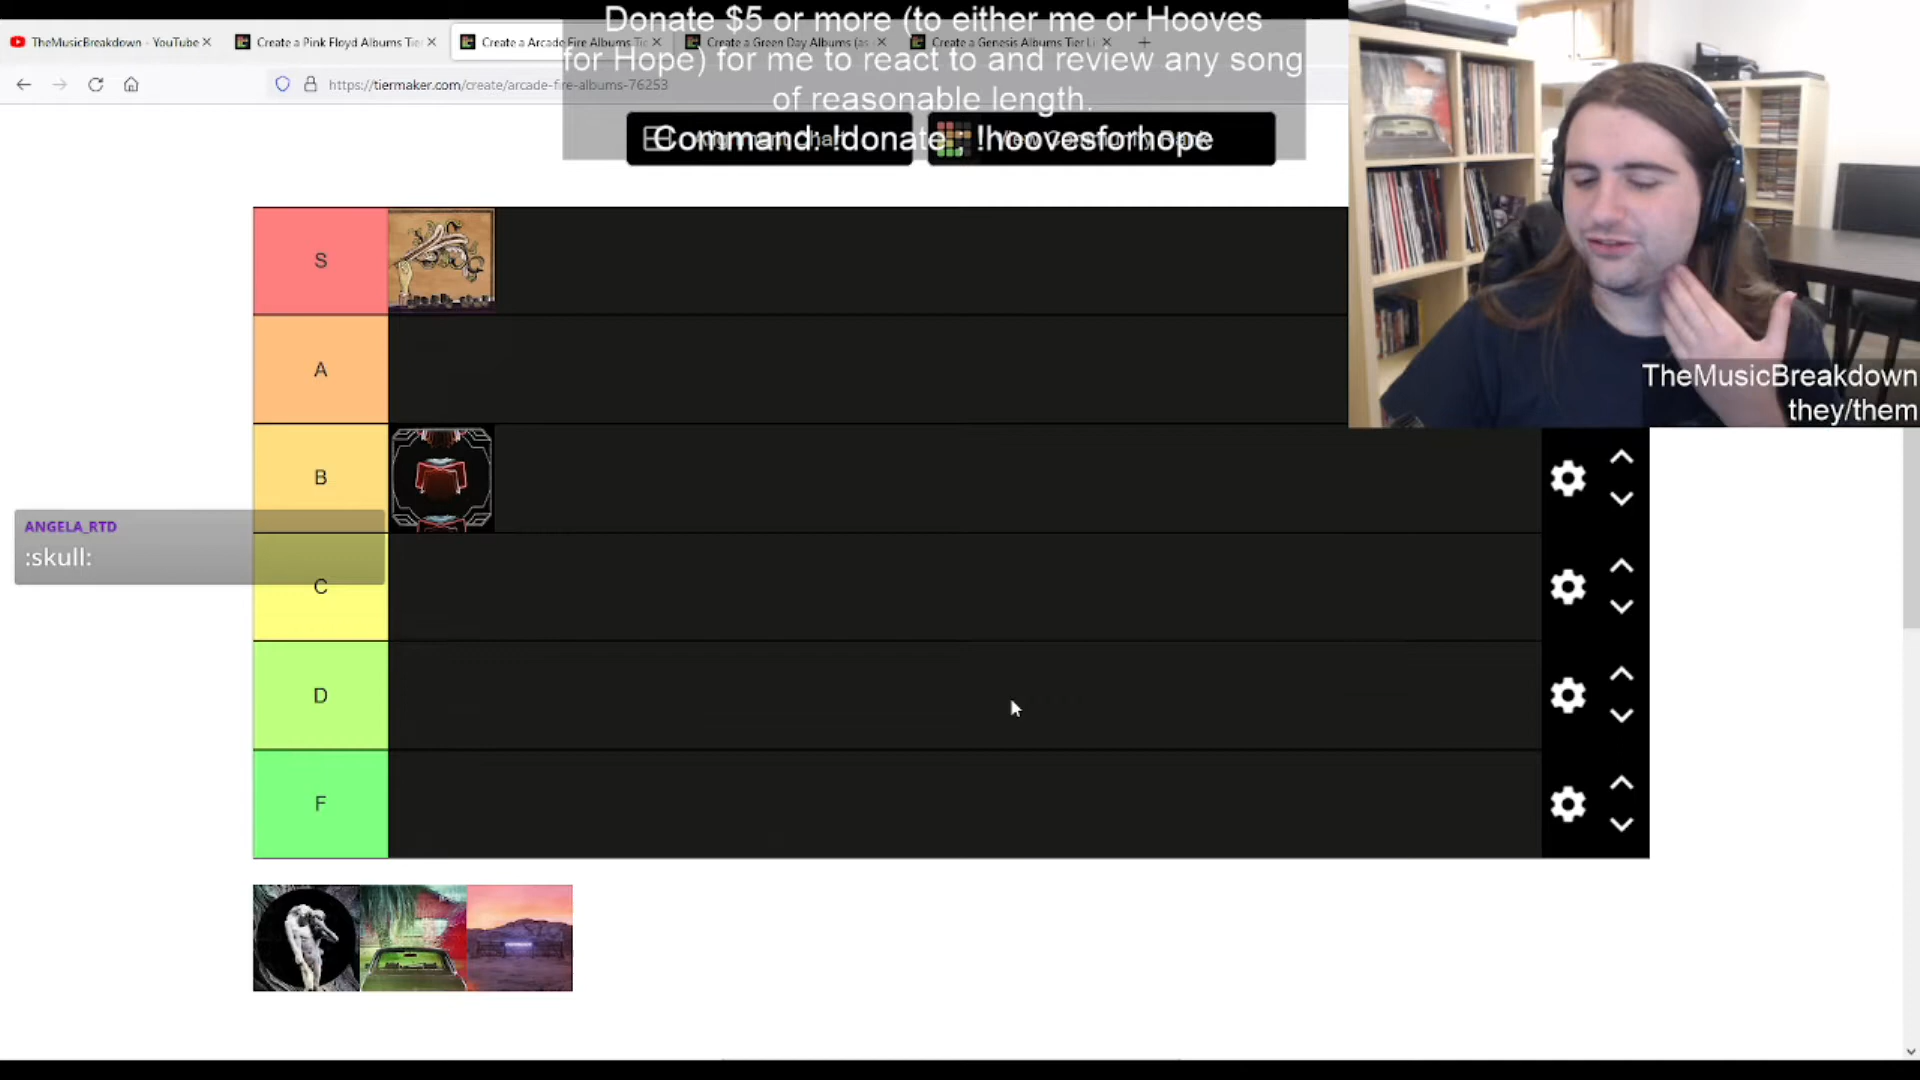 Donate $5 or more (to either me or Hooves
for Hope) for me to react to and review any song
of reasonable length.
Command: !donate !hoovesforhope
TheMusicBreakdown - YouTube
Create a Pink Floyd Albums Tie
Create a Arcade Fire Albums Ti
Create a Green Day Albums (as
Create a Genesis Albums Tier Li
https://tiermaker.com/create/arcade-fire-albums-76253
S
A
B
C
D
F
ANGELA_RTD
:skull:
TheMusicBreakdown
they/them